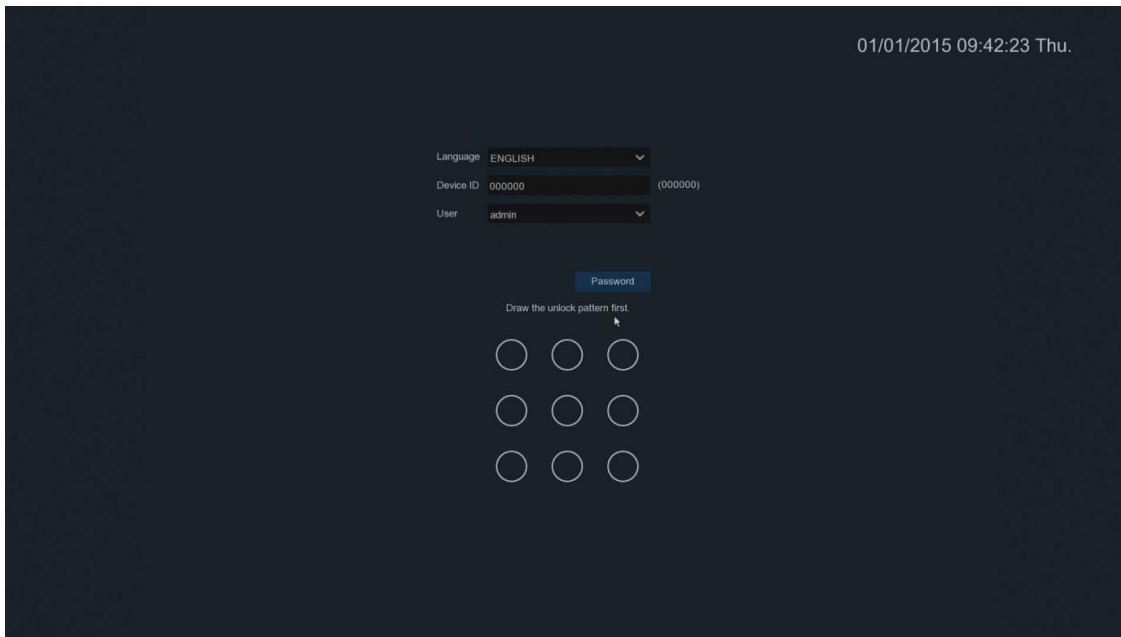 01/01/2015 09:42:23 Thu.
Language ENGLISH
Device ID 000000 (000000)
User admin
Password
Draw the unlock pattern first.